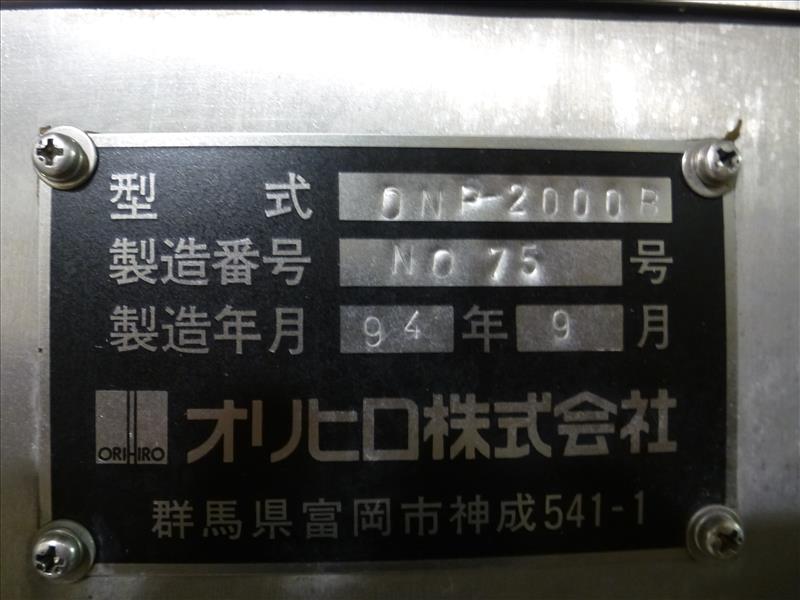 型式 ONP-2000R
製造番号 NO 75 号
製造年月 94 年 9 月
ORIHIRO オリヒロ株式会社
群馬県富岡市神成541-1